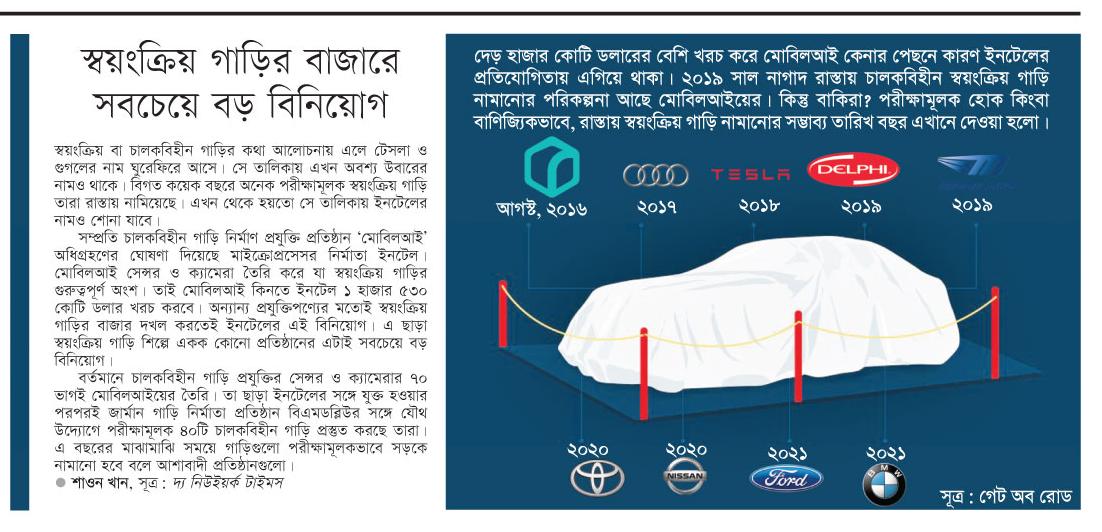 স্বয়ংক্রিয় গাড়ির বাজারে
সবচেয়ে বড় বিনিয়োগ
স্বয়ংক্রিয় বা চালকবিহীন গাড়ির কথা আলোচনায় এলে টেসলা ও
গুগলের নাম ঘুরেফিরে আসে। সে তালিকায় এখন অবশ্য উবারের
নামও থাকে। বিগত কয়েক বছরে অনেক পরীক্ষামূলক স্বয়ংক্রিয় গাড়ি
তারা রাস্তায় নামিয়েছে। এখন থেকে হয়তো সে তালিকায় ইনটেলের
নামও শোনা যাবে।
সম্প্রতি চালকবিহীন গাড়ি নির্মাণ প্রযুক্তি প্রতিষ্ঠান ‘মোবিলআই’
অধিগ্রহণের ঘোষণা দিয়েছে মাইক্রোপ্রসেসর নির্মাতা ইনটেল।
মোবিলআই সেন্সর ও ক্যামেরা তৈরি করে যা স্বয়ংক্রিয় গাড়ির
গুরুত্বপূর্ণ অংশ। তাই মোবিলআই কিনতে ইনটেল ১ হাজার ৫৩০
কোটি ডলার খরচ করবে। অন্যান্য প্রযুক্তিপণ্যের মতোই স্বয়ংক্রিয়
গাড়ির বাজার দখল করতেই ইনটেলের এই বিনিয়োগ। এ ছাড়া
স্বয়ংক্রিয় গাড়ি শিল্পে একক কোনো প্রতিষ্ঠানের এটাই সবচেয়ে বড়
বিনিয়োগ।
বর্তমানে চালকবিহীন গাড়ি প্রযুক্তির সেন্সর ও ক্যামেরার ৭০
ভাগই মোবিলআইয়ের তৈরি। তা ছাড়া ইনটেলের সঙ্গে যুক্ত হওয়ার
পরপরই জার্মান গাড়ি নির্মাতা প্রতিষ্ঠান বিএমডব্লিউর সঙ্গে যৌথ
উদ্যোগে পরীক্ষামূলক ৪০টি চালকবিহীন গাড়ি প্রস্তুত করছে তারা।
এ বছরের মাঝামাঝি সময়ে গাড়িগুলো পরীক্ষামূলকভাবে সড়কে
নামানো হবে বলে আশাবাদী প্রতিষ্ঠানগুলো।
● শাওন খান, সূত্র : দ্য নিউইয়র্ক টাইমস
দেড় হাজার কোটি ডলারের বেশি খরচ করে মোবিলআই কেনার পেছনে কারণ ইনটেলের
প্রতিযোগিতায় এগিয়ে থাকা। ২০১৯ সাল নাগাদ রাস্তায় চালকবিহীন স্বয়ংক্রিয় গাড়ি
নামানোর পরিকল্পনা আছে মোবিলআইয়ের। কিন্তু বাকিরা? পরীক্ষামূলক হোক কিংবা
বাণিজ্যিকভাবে, রাস্তায় স্বয়ংক্রিয় গাড়ি নামানোর সম্ভাব্য তারিখ বছর এখানে দেওয়া হলো।
TESLA DELPHI
আগস্ট, ২০১৬ ২০১৭ ২০১৮ ২০১৯ ২০১৯
২০২০ ২০২০ ২০২১ ২০২১
NISSAN Ford BMW
সূত্র : গেট অব রোড